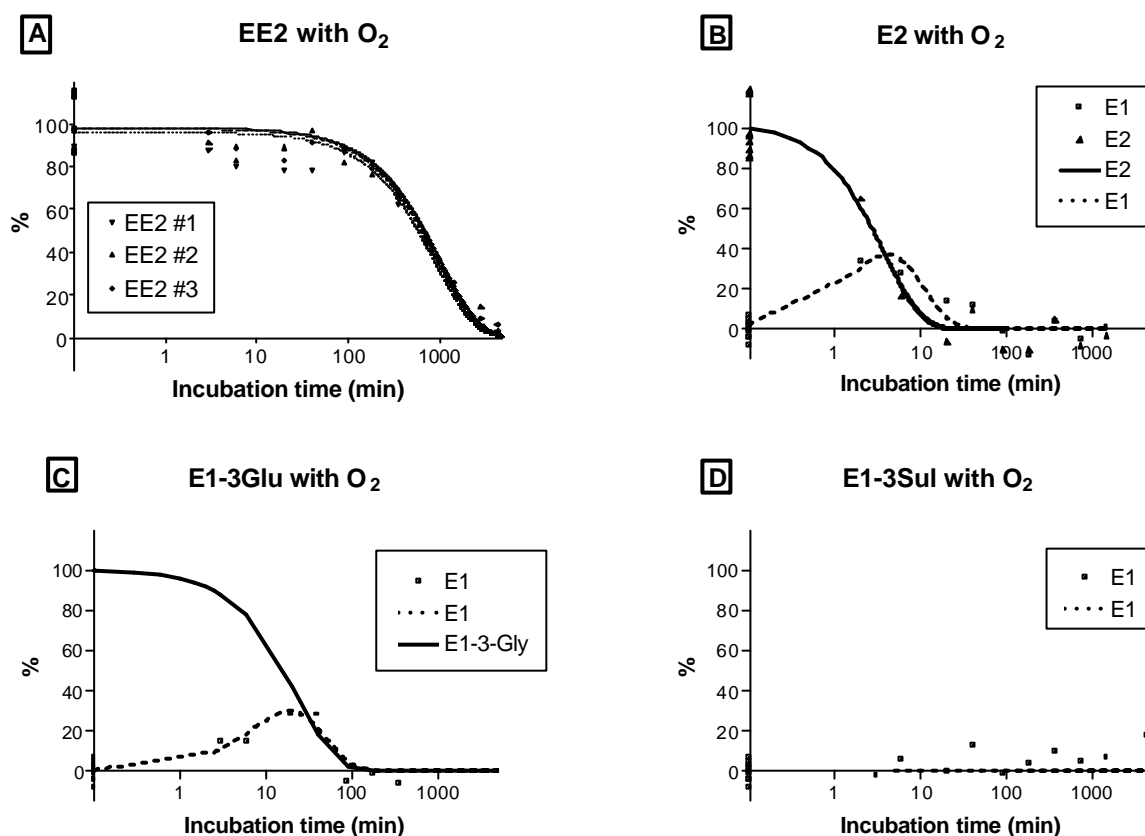 A
EE2 with O2
100
80
60
40
20
0
%
EE2 #1
EE2 #2
EE2 #3
1
10
100
1000
Incubation time (min)
B
E2 with O2
100
80
60
40
20
0
%
E1
E2
E2
E1
1
10
100
1000
Incubation time (min)
C
E1-3Glu with O2
100
80
60
40
20
0
%
E1
E1
E1-3-Gly
1
10
100
1000
Incubation time (min)
D
E1-3Sul with O2
100
80
60
40
20
0
%
E1
E1
1
10
100
1000
Incubation time (min)